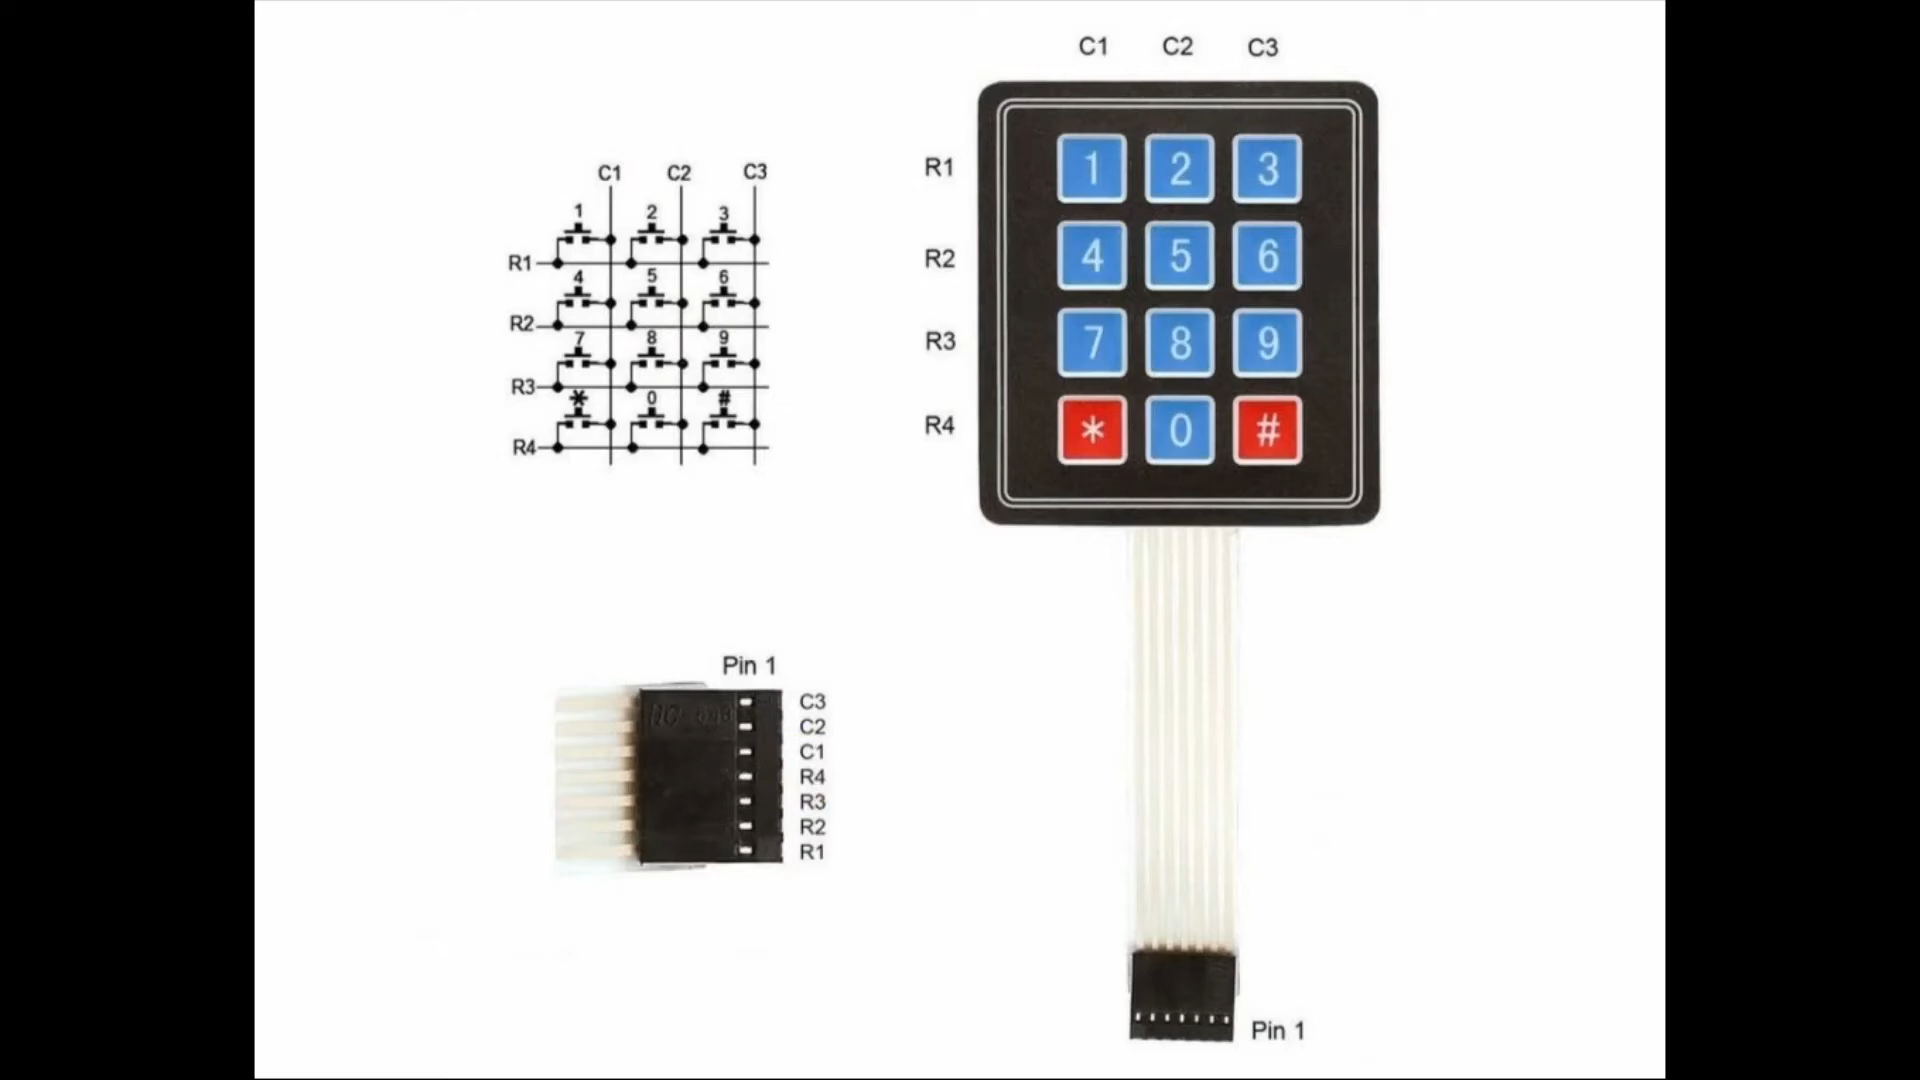 C1 C2 C3
1 2 3
R1
4 5 6
R2
7 8 9
R3
* 0 #
R4
C1 C2 C3
R1 1 2 3
R2 4 5 6
R3 7 8 9
R4 * 0 #
Pin 1
C3
C2
C1
R4
R3
R2
R1
Pin 1